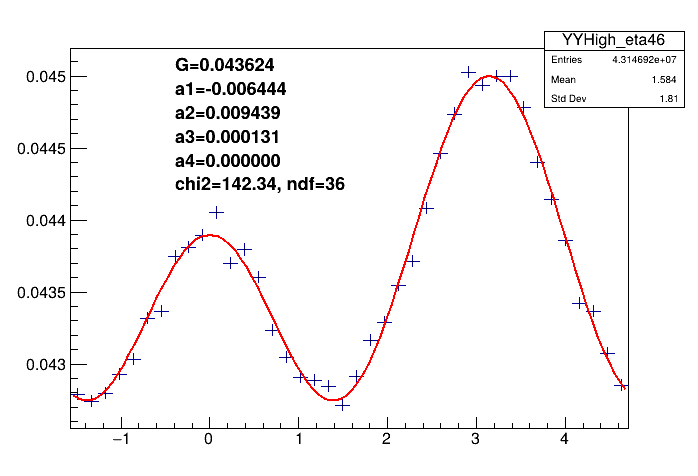 YYHigh_eta46
Entries 4.314692e+07
Mean 1.584
Std Dev 1.81
G=0.043624
a1=-0.006444
a2=0.009439
a3=0.000131
a4=0.000000
chi2=142.34, ndf=36
0.045
0.0445
0.044
0.0435
0.043
−1 0 1 2 3 4